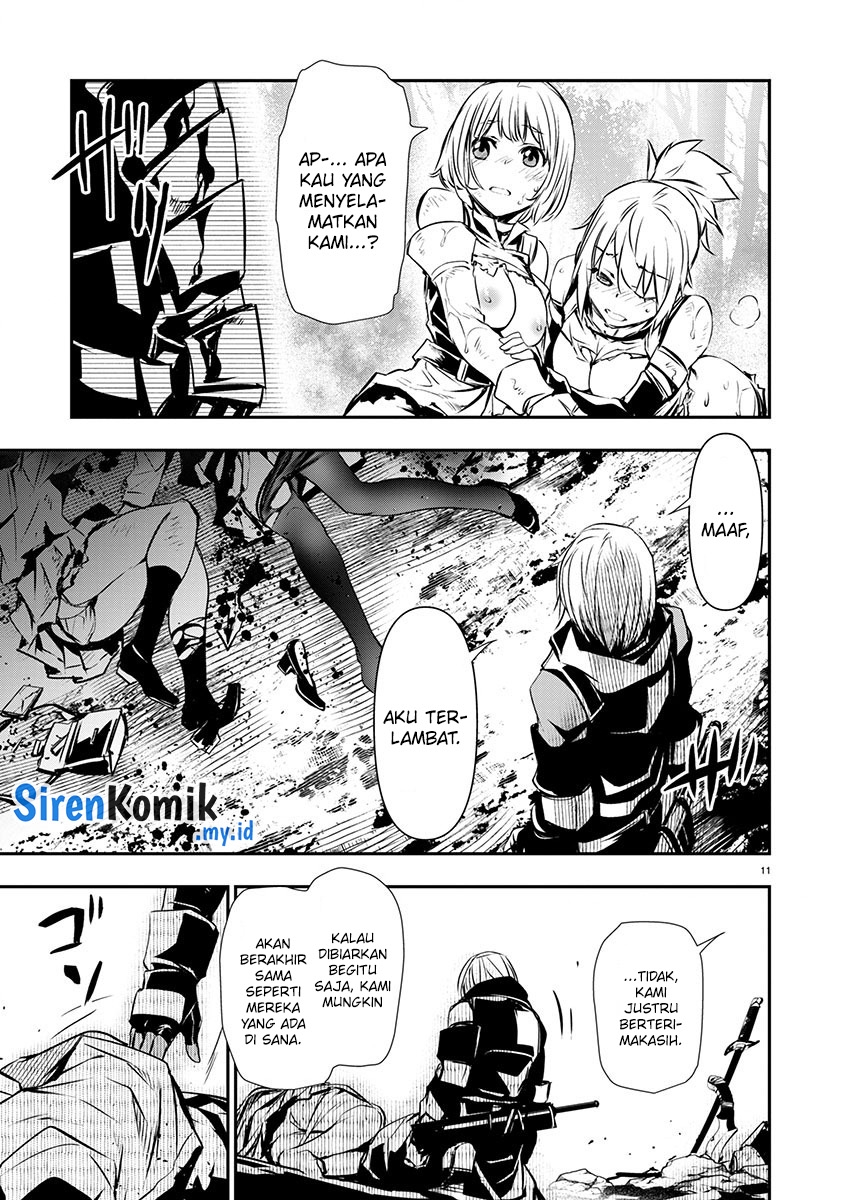 AP-... APA
KAU YANG
MENYELA-
MATKAN
KAMI...?
...
MAAF,
AKU TER-
LAMBAT.
SirenKomik
.my.id
11
...TIDAK,
KAMI
JUSTRU
BERTERI-
MAKASIH.
KALAU
DIBIARKAN
BEGITU
SAJA, KAMI
MUNGKIN
AKAN
BERAKHIR
SAMA
SEPERTI
MEREKA
YANG ADA
DI SANA.